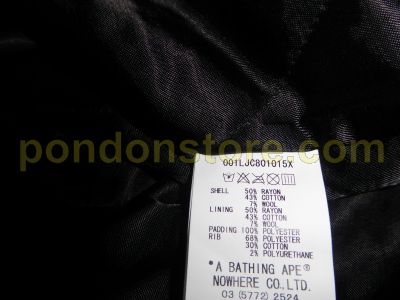 pondonstore.com
001LJC801015X
SHELL 50% RAYON
43% COTTON
7% WOOL
LINING 50% RAYON
43% COTTON
7% WOOL
PADDING 100% POLYESTER
RIB 68% POLYESTER
30% COTTON
2% POLYURETHANE
"A BATHING APE®
NOWHERE CO.,LTD.
03 (5772) 2524